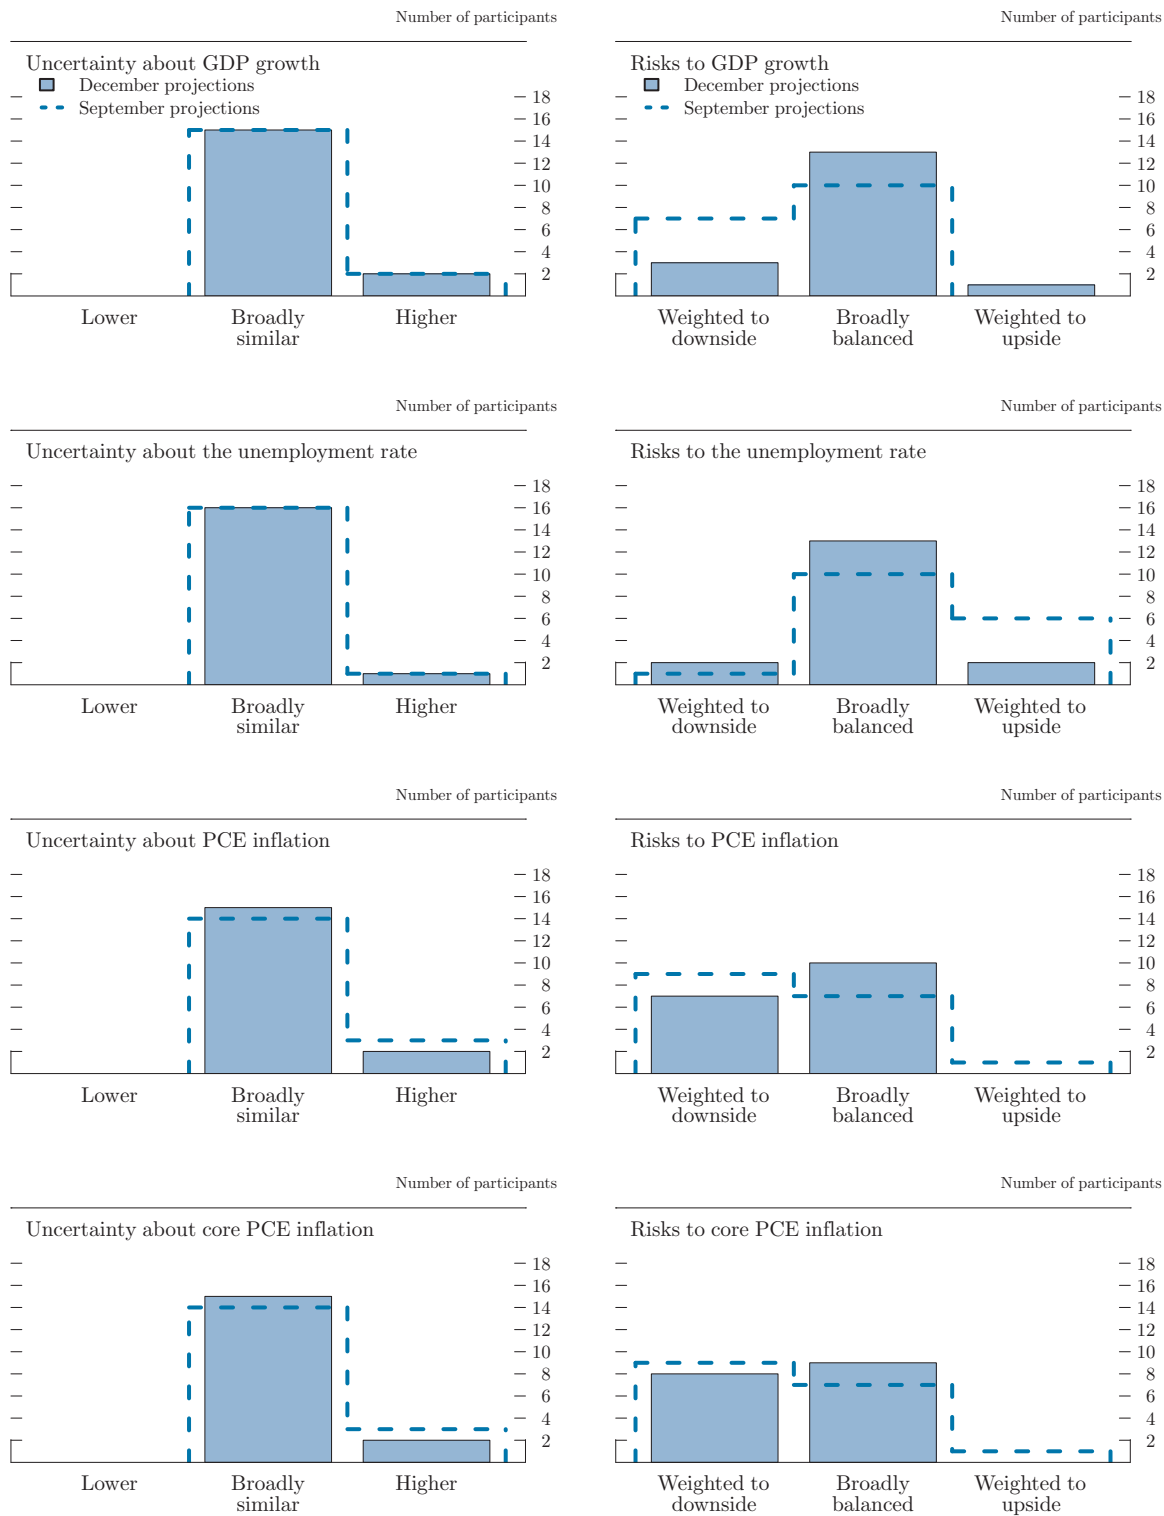 Number of participants
Uncertainty about GDP growth
December projections
September projections
18
16
14
12
10
8
6
4
2
Lower
Broadly similar
Higher
Number of participants
Risks to GDP growth
December projections
September projections
18
16
14
12
10
8
6
4
2
Weighted to downside
Broadly balanced
Weighted to upside
Number of participants
Uncertainty about the unemployment rate
18
16
14
12
10
8
6
4
2
Lower
Broadly similar
Higher
Number of participants
Risks to the unemployment rate
18
16
14
12
10
8
6
4
2
Weighted to downside
Broadly balanced
Weighted to upside
Number of participants
Uncertainty about PCE inflation
18
16
14
12
10
8
6
4
2
Lower
Broadly similar
Higher
Number of participants
Risks to PCE inflation
18
16
14
12
10
8
6
4
2
Weighted to downside
Broadly balanced
Weighted to upside
Number of participants
Uncertainty about core PCE inflation
18
16
14
12
10
8
6
4
2
Lower
Broadly similar
Higher
Number of participants
Risks to core PCE inflation
18
16
14
12
10
8
6
4
2
Weighted to downside
Broadly balanced
Weighted to upside